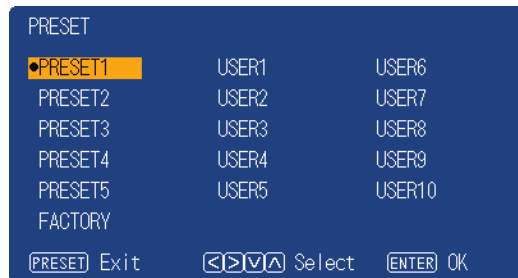 PRESET
●PRESET1 USER1 USER6
PRESET2 USER2 USER7
PRESET3 USER3 USER8
PRESET4 USER4 USER9
PRESET5 USER5 USER10
FACTORY
PRESET Exit <>∨∧ Select ENTER OK